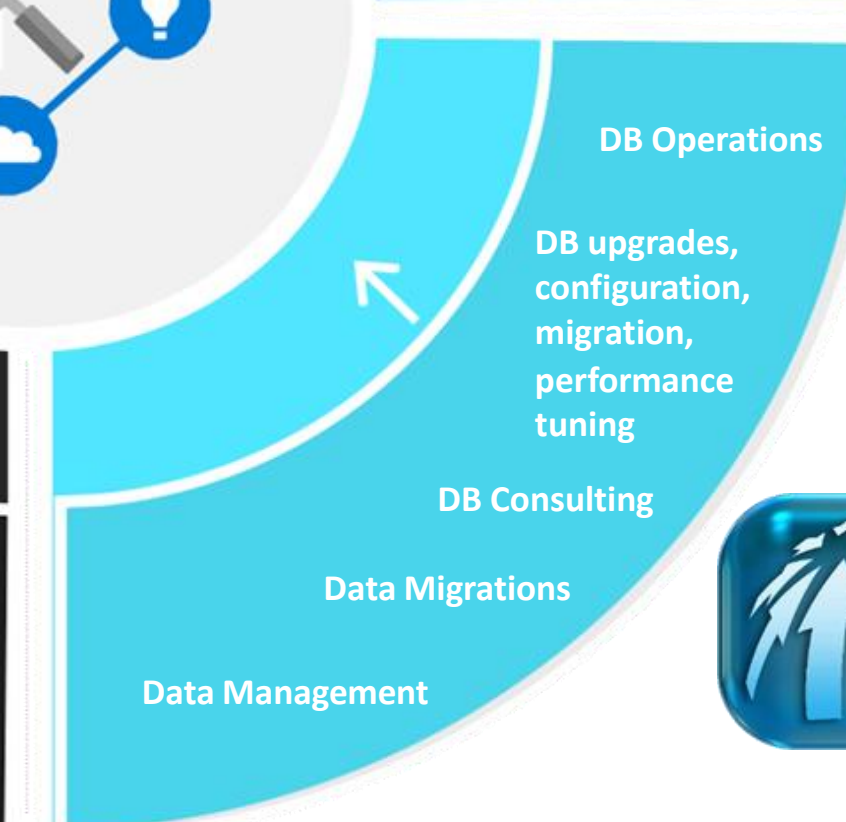 DB Operations
DB upgrades,
configuration,
migration,
performance
tuning
DB Consulting
Data Migrations
Data Management